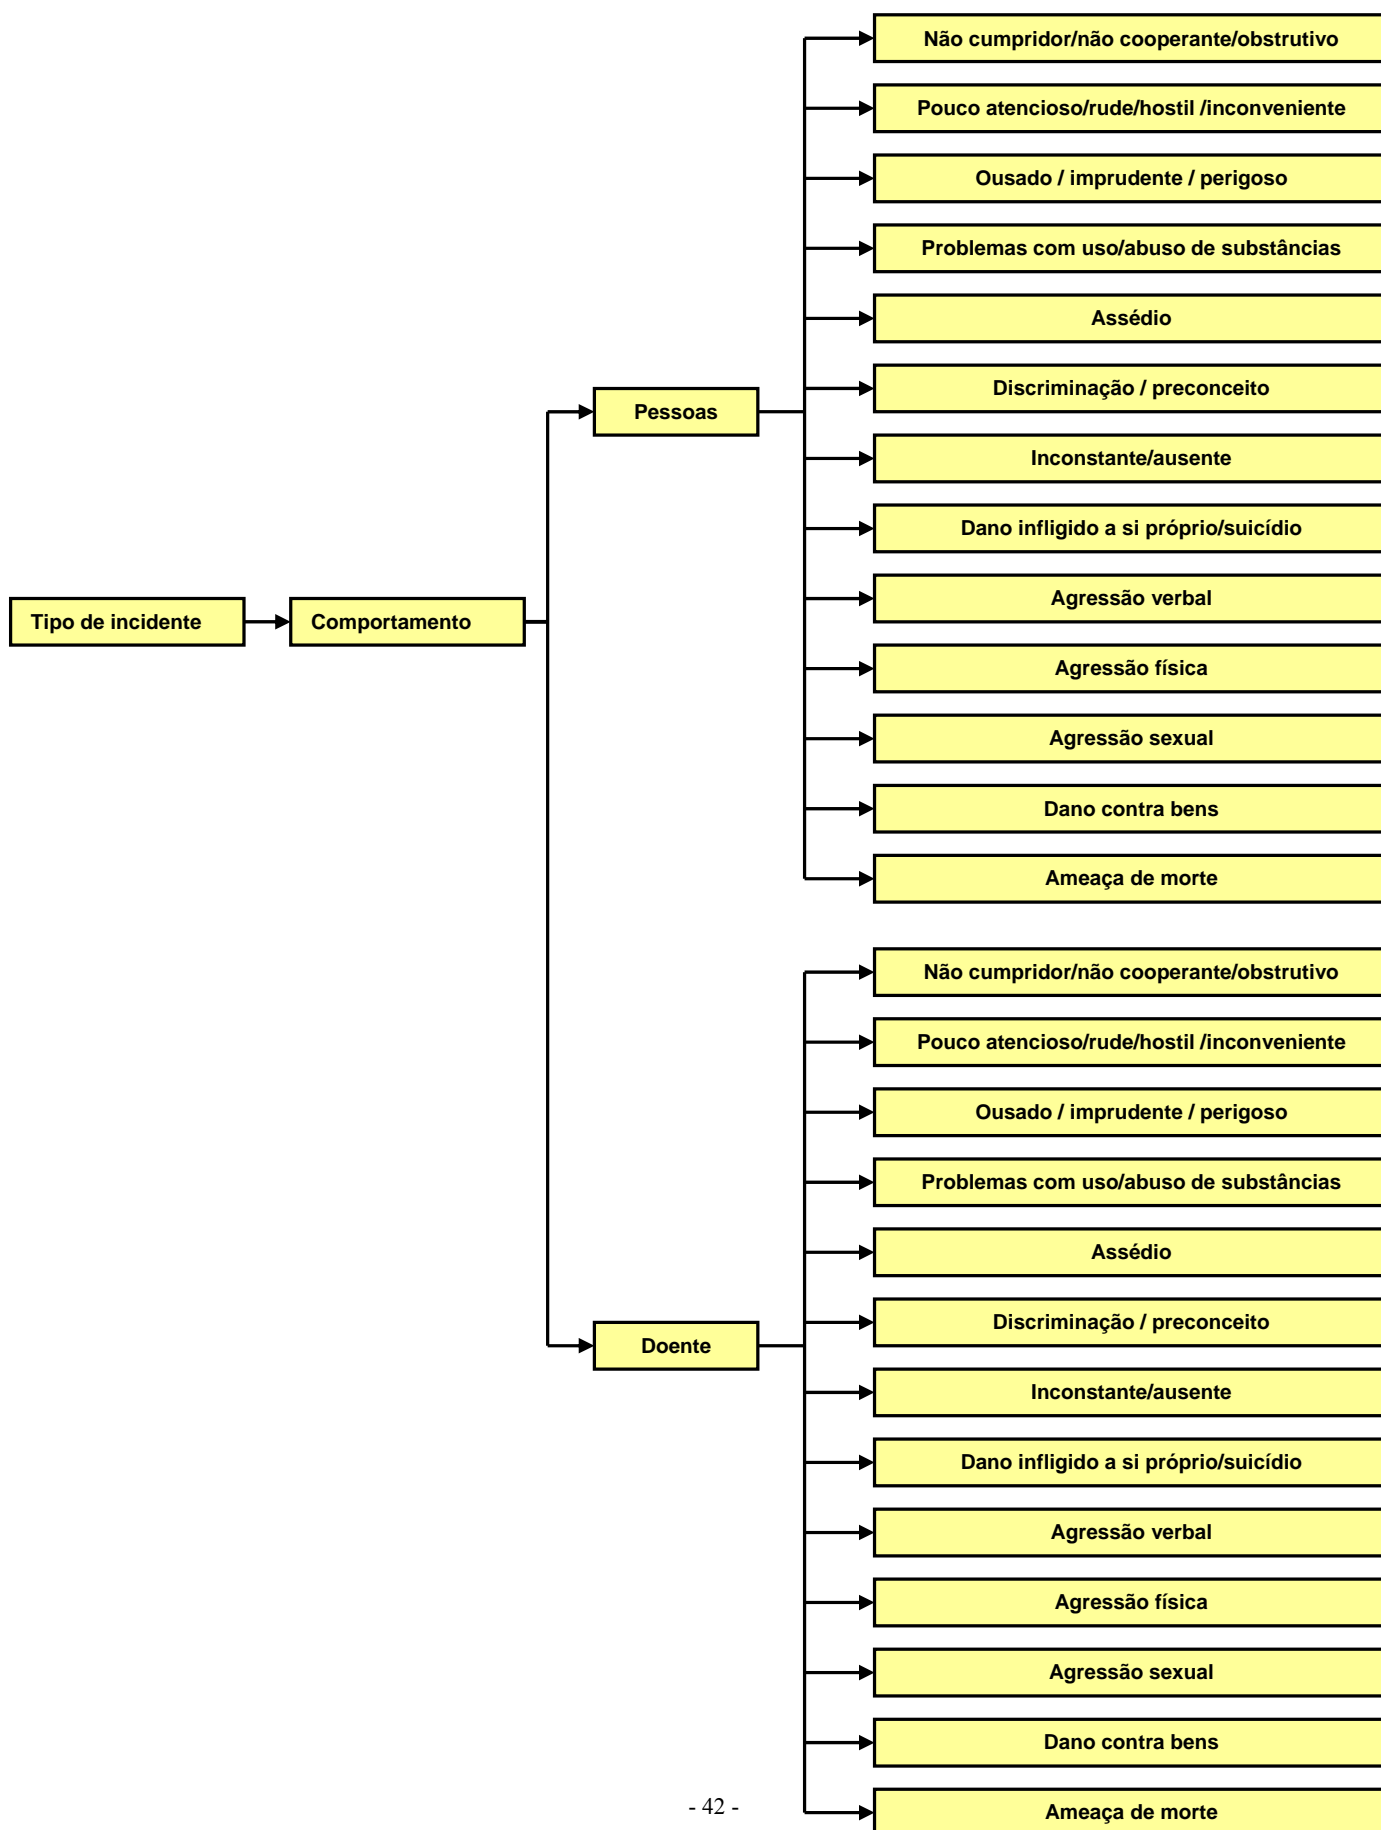 Não cumpridor/não cooperante/obstrutivo
Pouco atencioso/rude/hostil /inconveniente
Ousado / imprudente / perigoso
Problemas com uso/abuso de substâncias
Assédio
Discriminação / preconceito
Pessoas
Inconstante/ausente
Dano infligido a si próprio/suicídio
Agressão verbal
Tipo de incidente
Comportamento
Agressão física
Agressão sexual
Dano contra bens
Ameaça de morte
Não cumpridor/não cooperante/obstrutivo
Pouco atencioso/rude/hostil /inconveniente
Ousado / imprudente / perigoso
Problemas com uso/abuso de substâncias
Assédio
Discriminação / preconceito
Doente
Inconstante/ausente
Dano infligido a si próprio/suicídio
Agressão verbal
Agressão física
Agressão sexual
Dano contra bens
Ameaça de morte
- 42 -